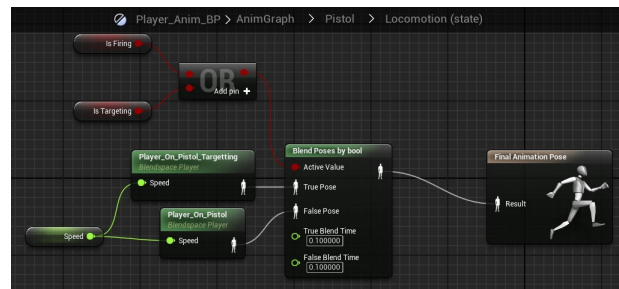 Player_Anim_BP > AnimGraph > Pistol > Locomotion (state)
Is Firing
OR
Add pin +
Is Targeting
Player_On_Pistol_Targetting
Blendspace Player
Speed
Player_On_Pistol
Blendspace Player
Speed
Speed
Blend Poses by bool
Active Value
True Pose
False Pose
True Blend Time
0.100000
False Blend Time
0.100000
Final Animation Pose
Result